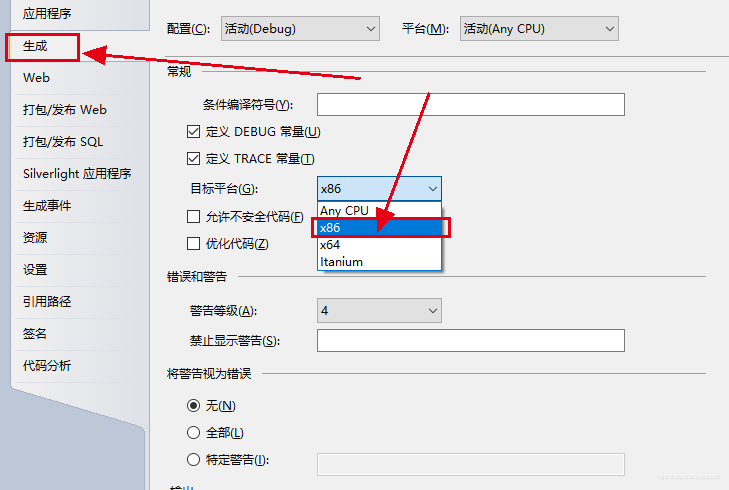 应用程序
生成
Web
打包/发布 Web
打包/发布 SQL
Silverlight 应用程序
生成事件
资源
设置
引用路径
签名
代码分析
配置(C): 活动(Debug) 平台(M): 活动(Any CPU)
常规
条件编译符号(Y):
定义 DEBUG 常量(U)
定义 TRACE 常量(T)
目标平台(G): x86
Any CPU
允许不安全代码(F) x86
优化代码(Z) x64
Itanium
错误和警告
警告等级(A): 4
禁止显示警告(S):
将警告视为错误
无(N)
全部(L)
特定警告(I):